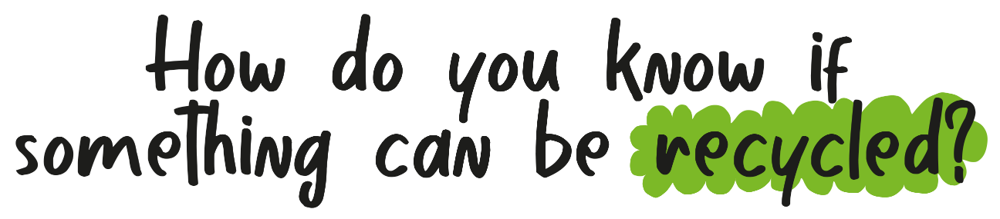 How do you know if
something can be recycled?